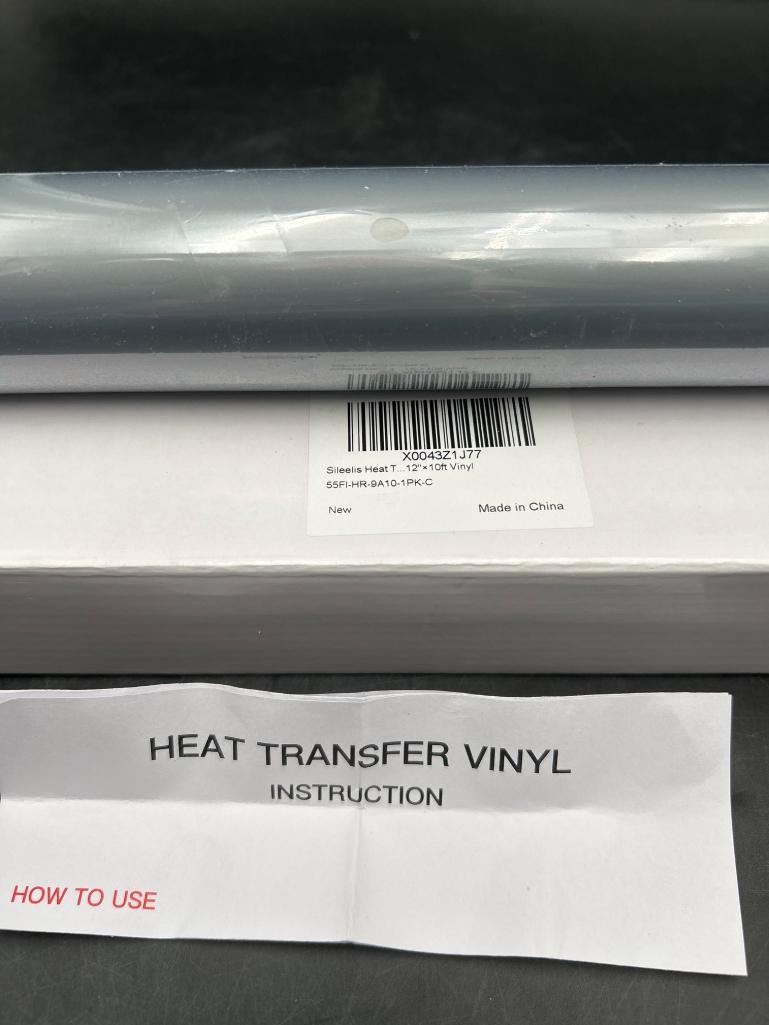 X0043Z1J77
Sileelis Heat T...12"×10ft Vinyl
55FI-HR-9A10-1PK-C
New
Made in China
HEAT TRANSFER VINYL
INSTRUCTION
HOW TO USE